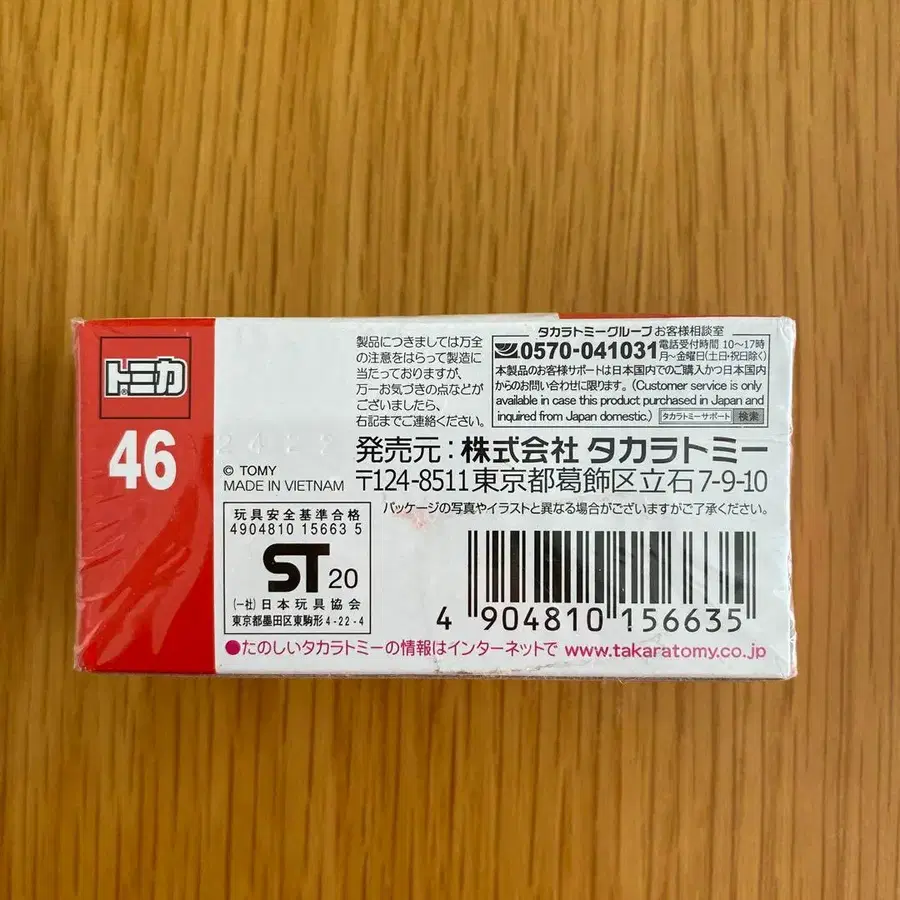 トミカ®
46
製品につきましては万全
の注意をはらって製造に
当たっておりますが、
万一お気づきの点などが
ございましたら、
右記までご連絡ください。
タカラトミーグループ お客様相談室
0570-041031
電話受付時間 10〜17時
月〜金曜日(土日・祝日除く)
本製品のお客様サポートは日本国内でのご購入かつ日本国内
からのお問い合わせに限ります。(Customer service is only
available in case this product purchased in Japan and
inquired from Japan domestic.) タカラトミーサポート 検索
© TOMY
MADE IN VIETNAM
発売元:株式会社 タカラトミー
〒124-8511東京都葛飾区立石7-9-10
パッケージの写真やイラストと異なる場合がございますがご了承ください。
玩具安全基準合格
4904810 15663 5
ST 20
(一社)日本玩具協会
東京都墨田区東駒形4-22-4
4 904810 156635
●たのしいタカラトミーの情報はインターネットで www.takaratomy.co.jp